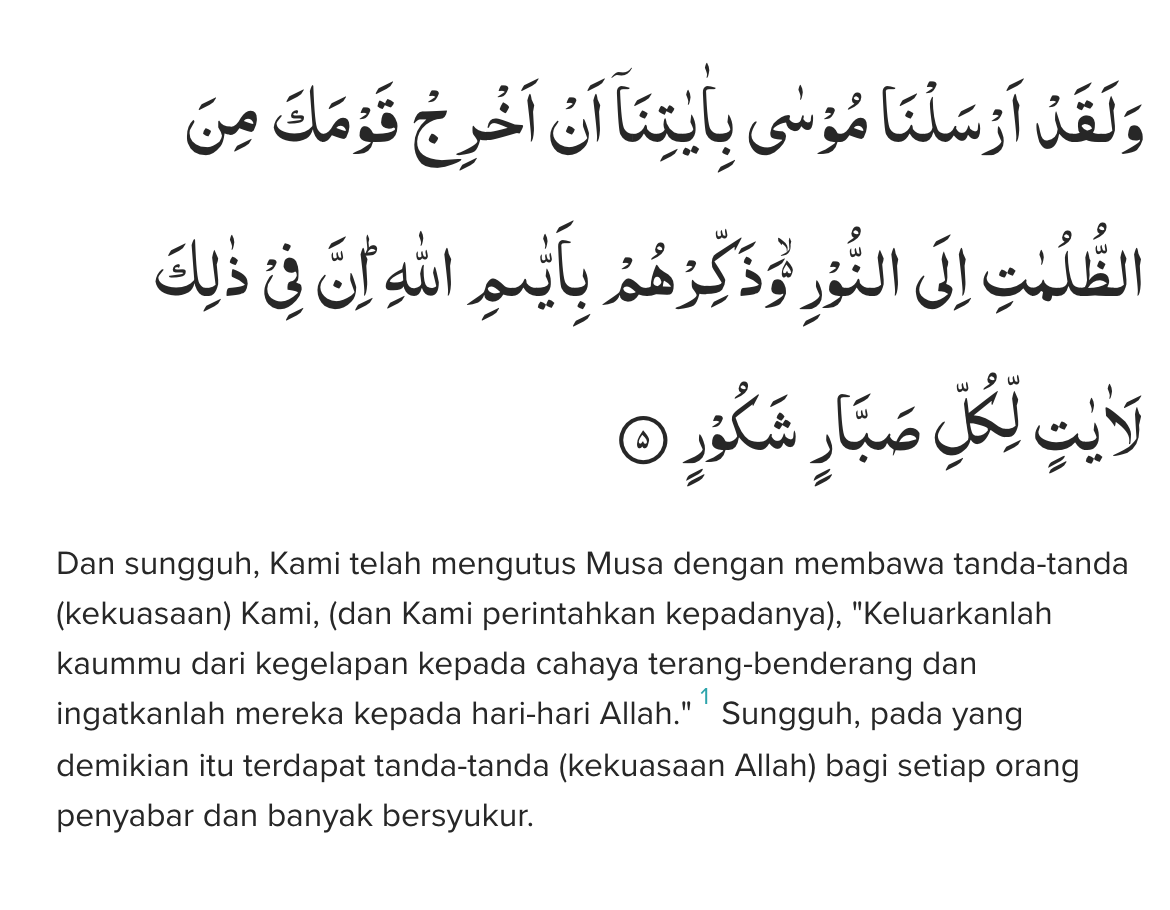 وَلَقَدْ اَرْسَلْنَا مُوْسٰى بِاٰيٰتِنَآ اَنْ اَخْرِجْ قَوْمَكَ مِنَ
الظُّلُمٰتِ اِلَى النُّوْرِ ەۙ وَذَكِّرْهُمْ بِاَيّٰىمِ اللّٰهِ ۗاِنَّ فِيْ ذٰلِكَ
لَاٰيٰتٍ لِّكُلِّ صَبَّارٍ شَكُوْرٍ ۝٥
Dan sungguh, Kami telah mengutus Musa dengan membawa tanda-tanda
(kekuasaan) Kami, (dan Kami perintahkan kepadanya), "Keluarkanlah
kaummu dari kegelapan kepada cahaya terang-benderang dan
ingatkanlah mereka kepada hari-hari Allah." 1 Sungguh, pada yang
demikian itu terdapat tanda-tanda (kekuasaan Allah) bagi setiap orang
penyabar dan banyak bersyukur.